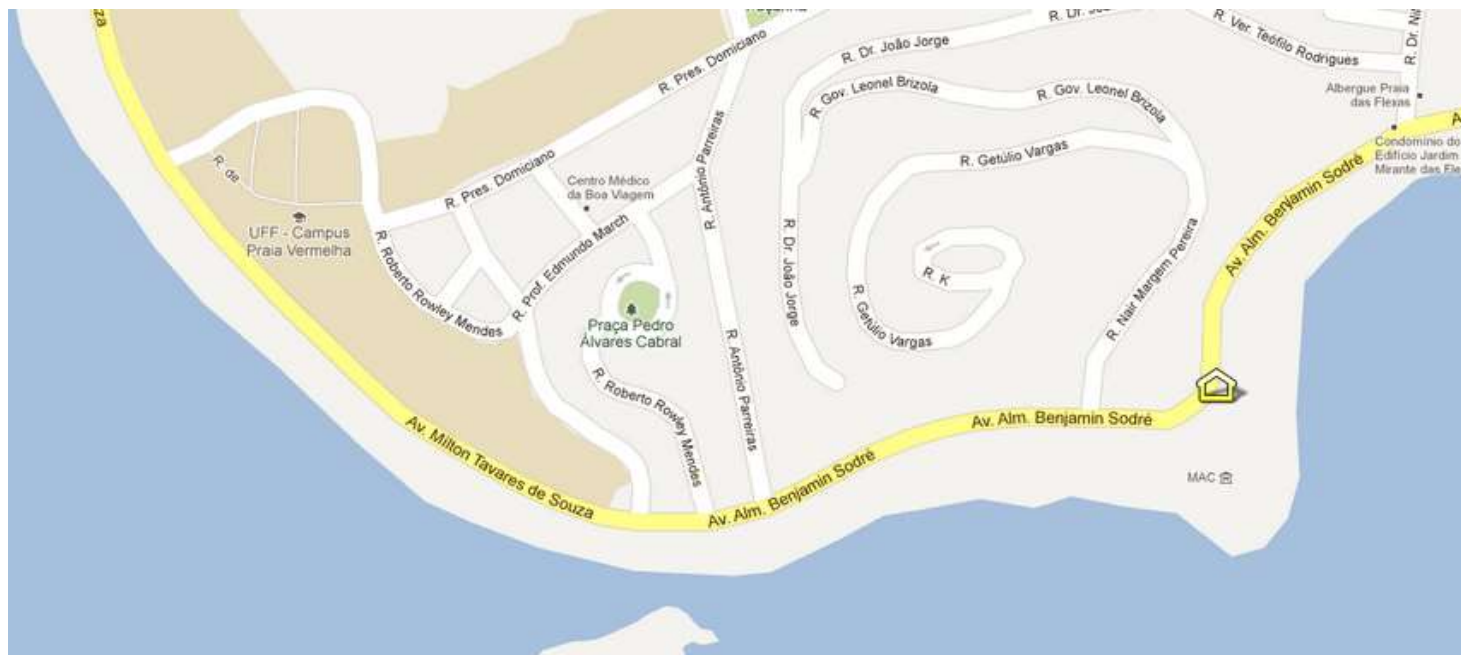 R. Dr. João Jorge
R. Ver. Teófilo Rodrigues
R. Pres. Domiciano
R. Gov. Leonel Brizola
R. Gov. Leonel Brizola
Albergue Praia
das Flexas
Condomínio do
Edifício Jardim
Mirante das Fle
R. Antônio Parreiras
R. Getúlio Vargas
R. de
R. Pres. Domiciano
Centro Médico
da Boa Viagem
UFF - Campus
Praia Vermelha
R. Prof. Edmundo March
R. Roberto Rowley Mendes
R. Dr. João Jorge
R. K
R. Nair Margem Pereira
Av. Alm. Benjamin Sodré
Praça Pedro
Álvares Cabral
R. Getúlio Vargas
R. Antônio Parreiras
R. Roberto Rowley Mendes
Av. Milton Tavares de Souza
Av. Alm. Benjamin Sodré
Av. Alm. Benjamin Sodré
MAC